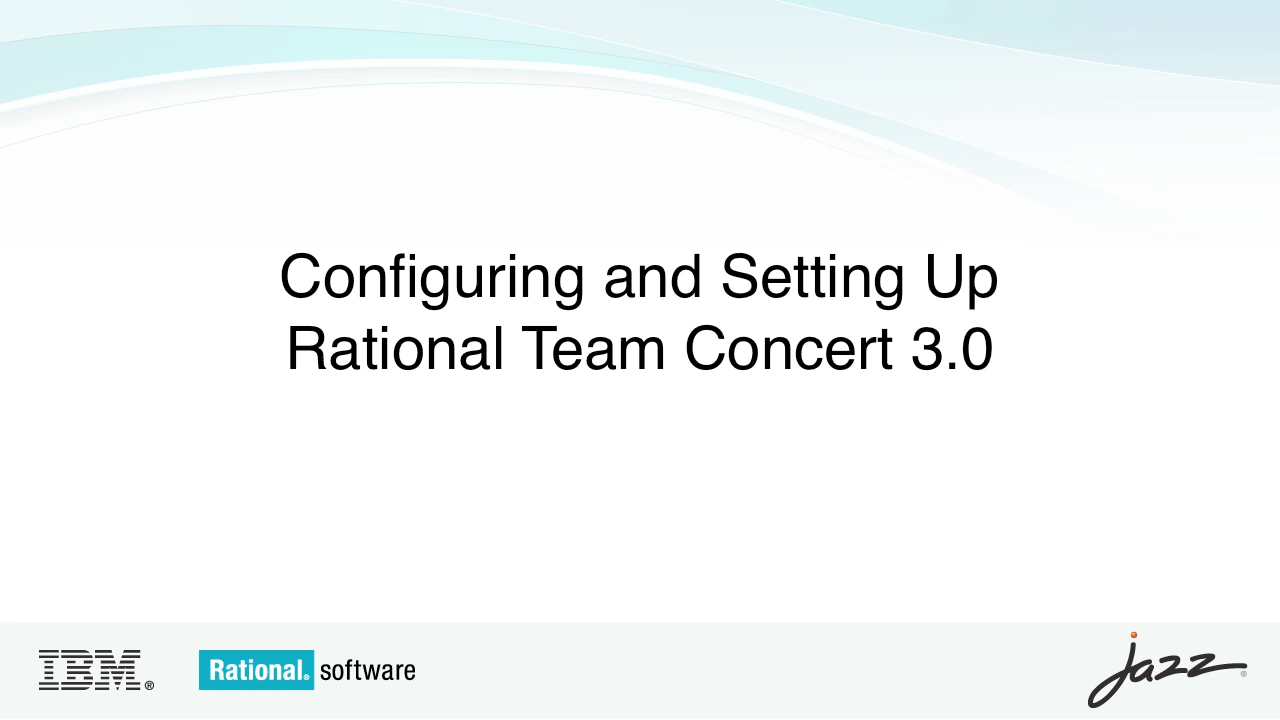 Configuring and Setting Up
Rational Team Concert 3.0
IBM®
Rational® software
jazz®